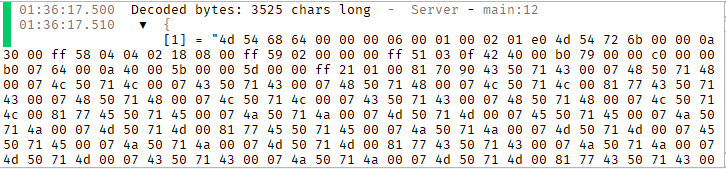 01:36:17.500  Decoded bytes: 3525 chars long  -  Server - main:12
01:36:17.510  ▼  {
[1] = "4d 54 68 64 00 00 00 06 00 01 00 02 01 e0 4d 54 72 6b 00 00 0a
30 00 ff 58 04 04 02 18 08 00 ff 59 02 00 00 00 ff 51 03 0f 42 40 00 b0 79 00 00 c0 00 00
b0 07 64 00 0a 40 00 5b 00 00 5d 00 00 ff 21 01 00 81 70 90 43 50 71 43 00 07 48 50 71 48
00 07 4c 50 71 4c 00 07 43 50 71 43 00 07 48 50 71 48 00 07 4c 50 71 4c 00 81 77 43 50 71
43 00 07 48 50 71 48 00 07 4c 50 71 4c 00 07 43 50 71 43 00 07 48 50 71 48 00 07 4c 50 71
4c 00 81 77 45 50 71 45 00 07 4a 50 71 4a 00 07 4d 50 71 4d 00 07 45 50 71 45 00 07 4a 50
71 4a 00 07 4d 50 71 4d 00 81 77 45 50 71 45 00 07 4a 50 71 4a 00 07 4d 50 71 4d 00 07 45
50 71 45 00 07 4a 50 71 4a 00 07 4d 50 71 4d 00 81 77 43 50 71 43 00 07 4a 50 71 4a 00 07
4d 50 71 4d 00 07 43 50 71 43 00 07 4a 50 71 4a 00 07 4d 50 71 4d 00 81 77 43 50 71 43 00